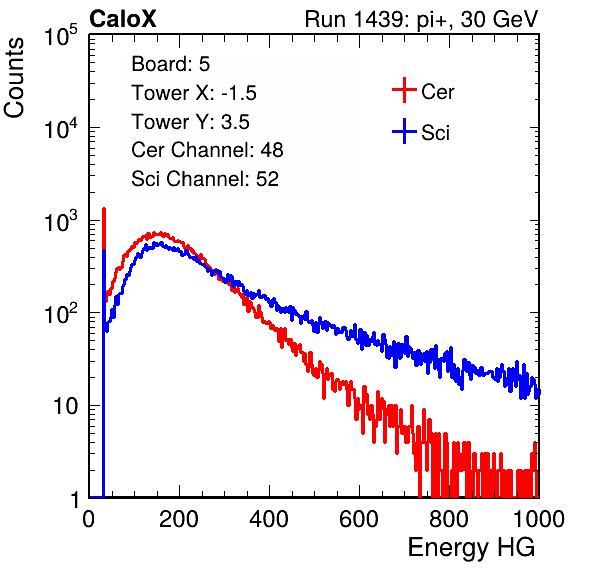 CaloX Run 1439: pi+, 30 GeV
Counts
Board: 5
Tower X: -1.5
Tower Y: 3.5
Cer Channel: 48
Sci Channel: 52
Cer
Sci
10^5
10^4
10^3
10^2
10
1
0 200 400 600 800 1000
Energy HG